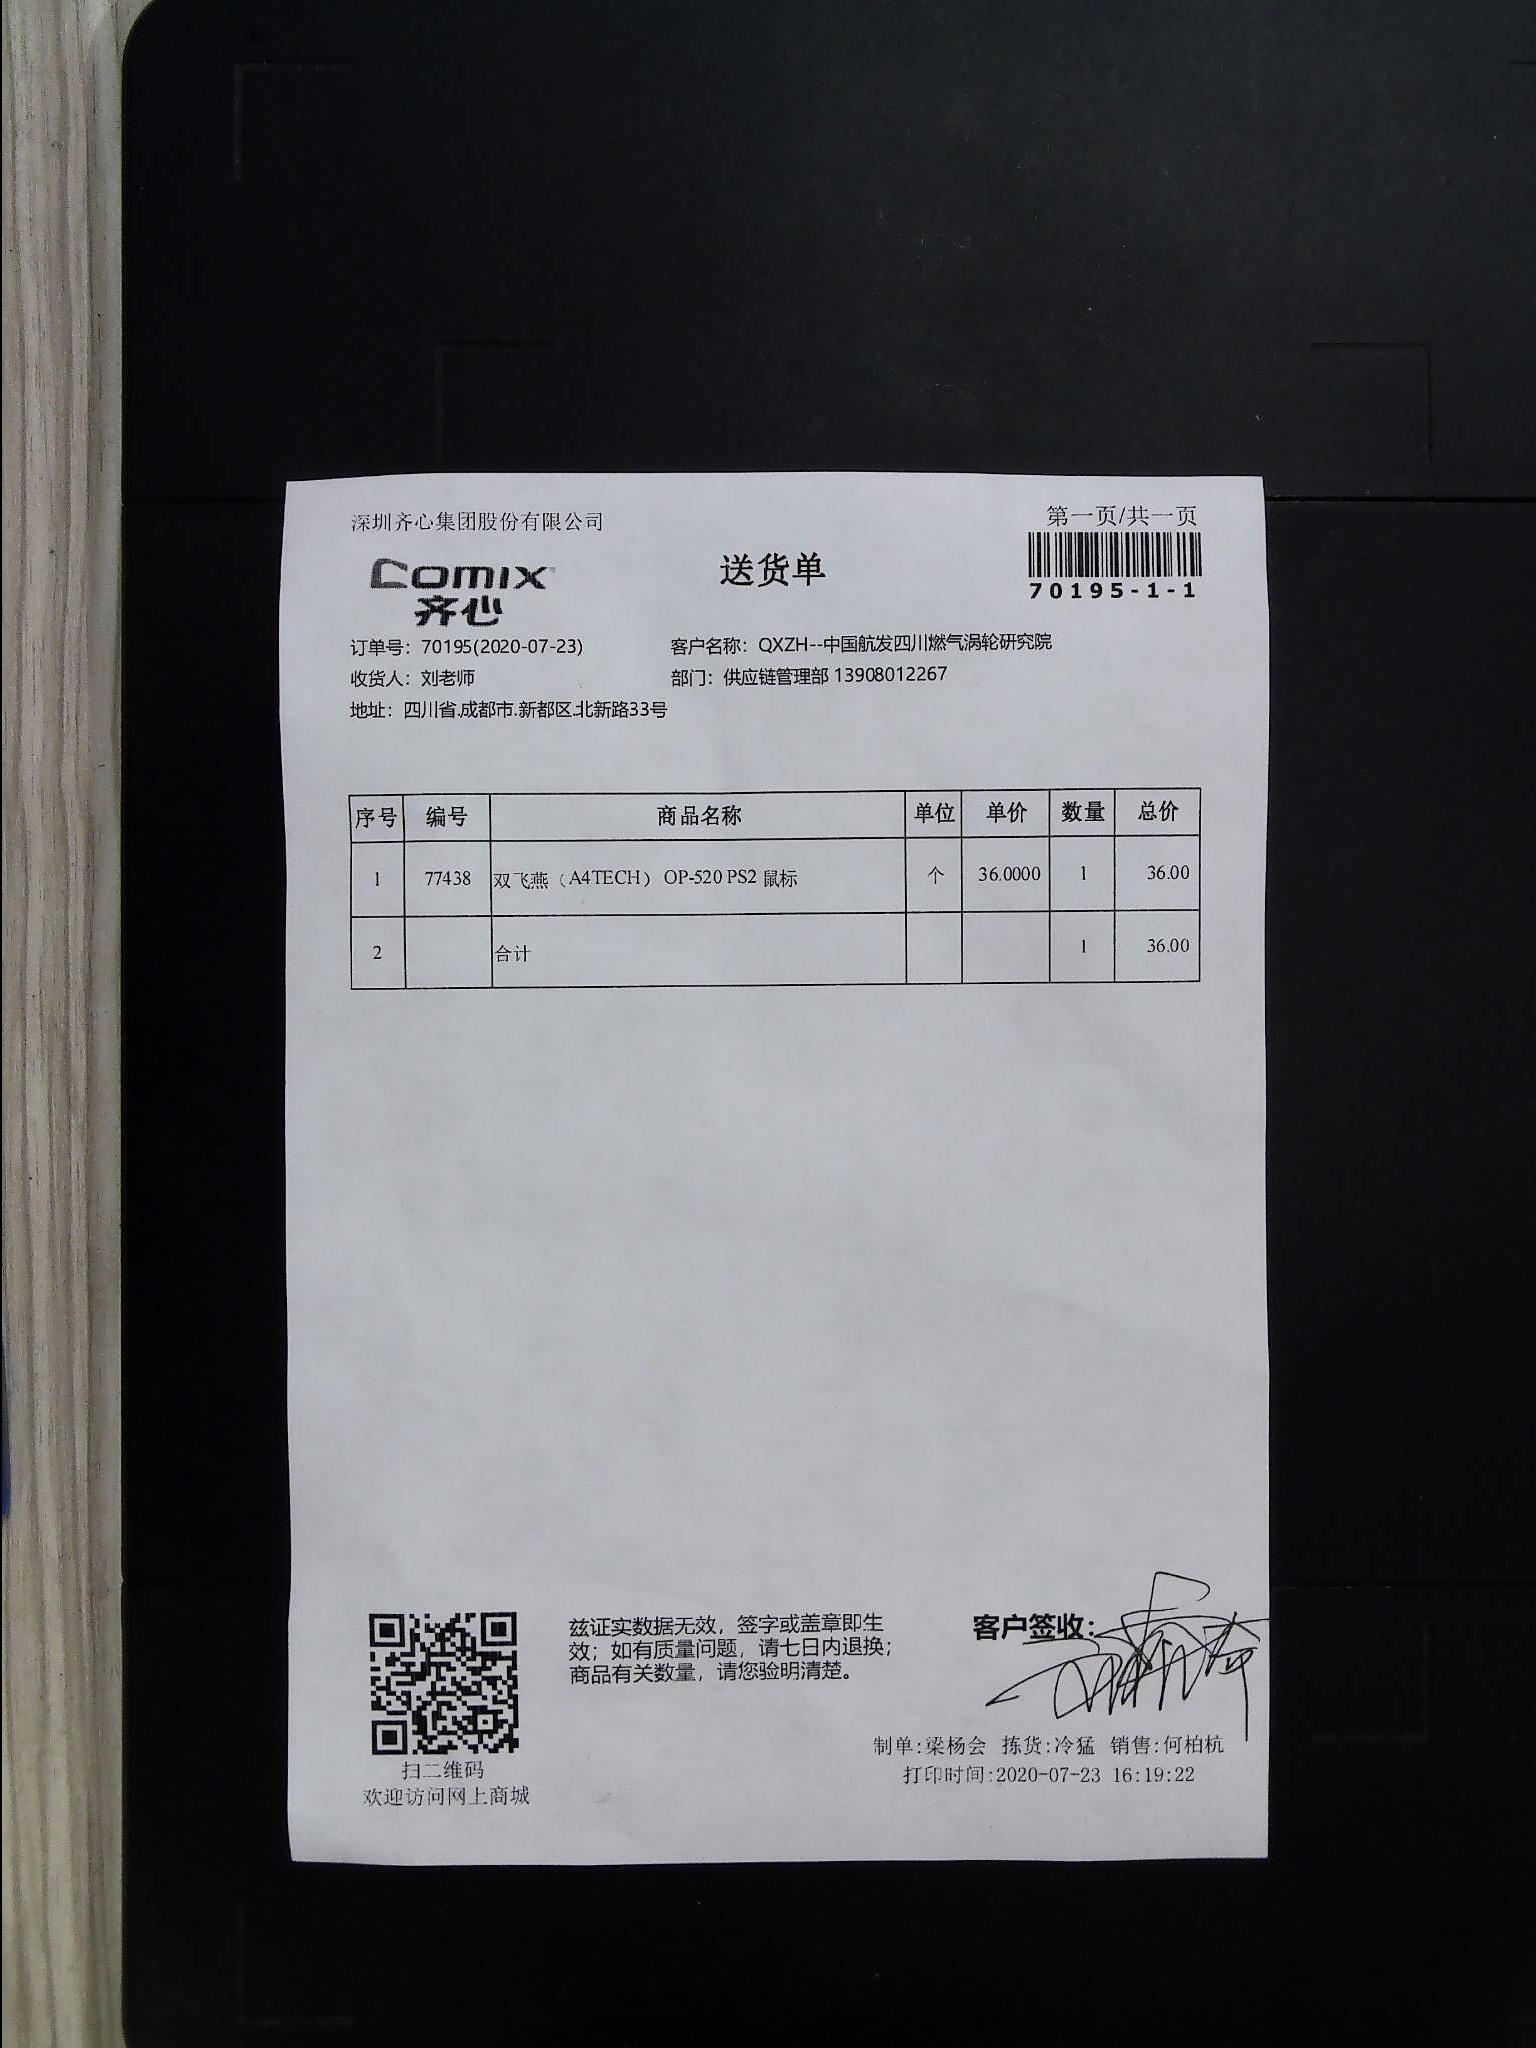 深圳齐心集团股份有限公司
第一页/共一页
comix
齐心
送货单
70195-1-1
订单号：70195(2020-07-23)
客户名称：QXZH--中国航发四川燃气涡轮研究院
收货人：刘老师
部门：供应链管理部 13908012267
地址：四川省.成都市.新都区.北新路33号
序号 编号 商品名称 单位 单价 数量 总价
1 77438 双飞燕（A4TECH） OP-520 PS2 鼠标 个 36.0000 1 36.00
2 合计 1 36.00
兹证实数据无效，签字或盖章即生
效；如有质量问题，请七日内退换；
商品有关数量，请您验明清楚。
客户签收：
扫二维码
欢迎访问网上商城
制单:梁杨会 拣货:冷猛 销售:何柏杭
打印时间:2020-07-23 16:19:22